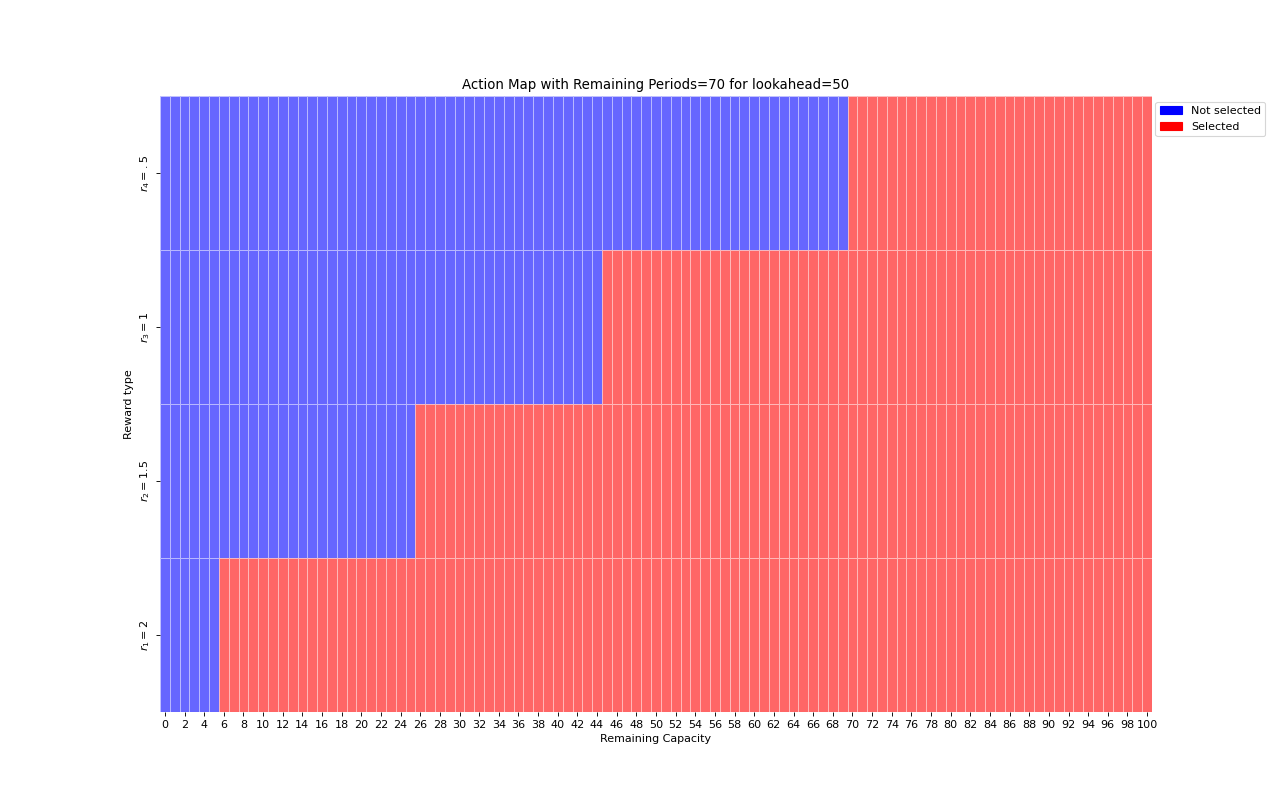 Action Map with Remaining Periods=70 for lookahead=50
Not selected
Selected
r₄ = .5
r₃ = 1
r₂ = 1.5
r₁ = 2
Reward type
0 2 4 6 8 10 12 14 16 18 20 22 24 26 28 30 32 34 36 38 40 42 44 46 48 50 52 54 56 58 60 62 64 66 68 70 72 74 76 78 80 82 84 86 88 90 92 94 96 98 100
Remaining Capacity